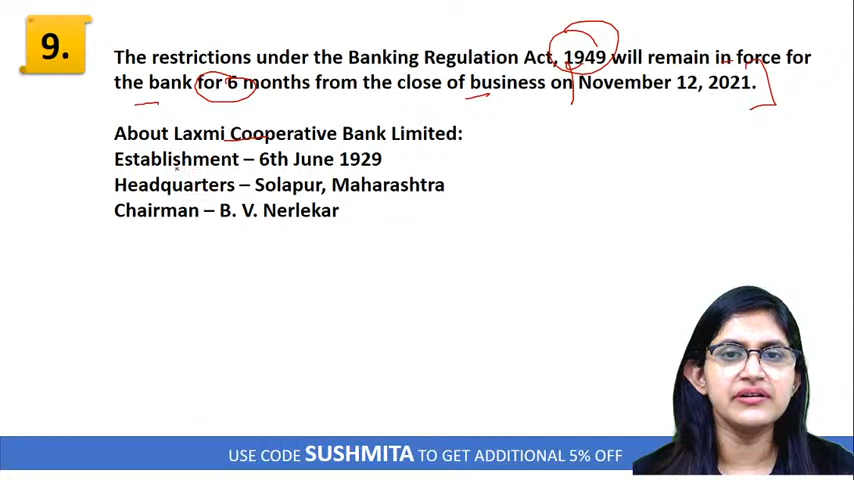 9.
The restrictions under the Banking Regulation Act, 1949 will remain in force for
the bank for 6 months from the close of business on November 12, 2021.
About Laxmi Cooperative Bank Limited:
Establishment – 6th June 1929
Headquarters – Solapur, Maharashtra
Chairman – B. V. Nerlekar
USE CODE SUSHMITA TO GET ADDITIONAL 5% OFF